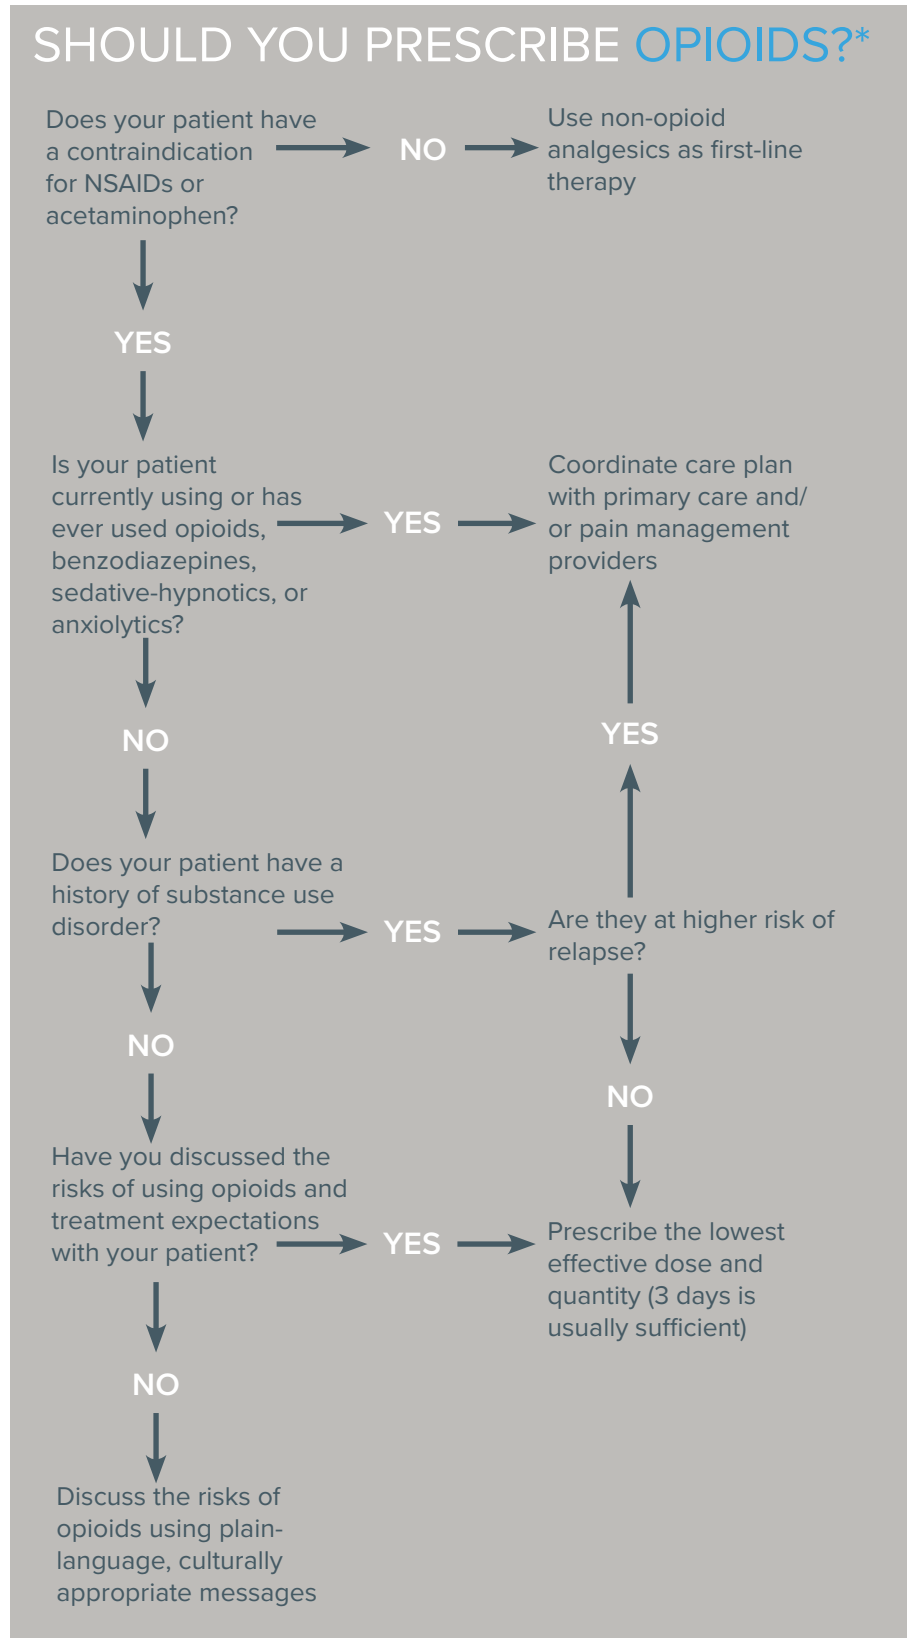 SHOULD YOU PRESCRIBE OPIOIDS?*
Does your patient have
a contraindication
for NSAIDs or
acetaminophen?
NO
Use non-opioid
analgesics as first-line
therapy
YES
Is your patient
currently using or has
ever used opioids,
benzodiazepines,
sedative-hypnotics, or
anxiolytics?
YES
Coordinate care plan
with primary care and/
or pain management
providers
NO
YES
Does your patient have a
history of substance use
disorder?
YES
Are they at higher risk of
relapse?
NO
NO
Have you discussed the
risks of using opioids and
treatment expectations
with your patient?
YES
Prescribe the lowest
effective dose and
quantity (3 days is
usually sufficient)
NO
Discuss the risks of
opioids using plain-
language, culturally
appropriate messages